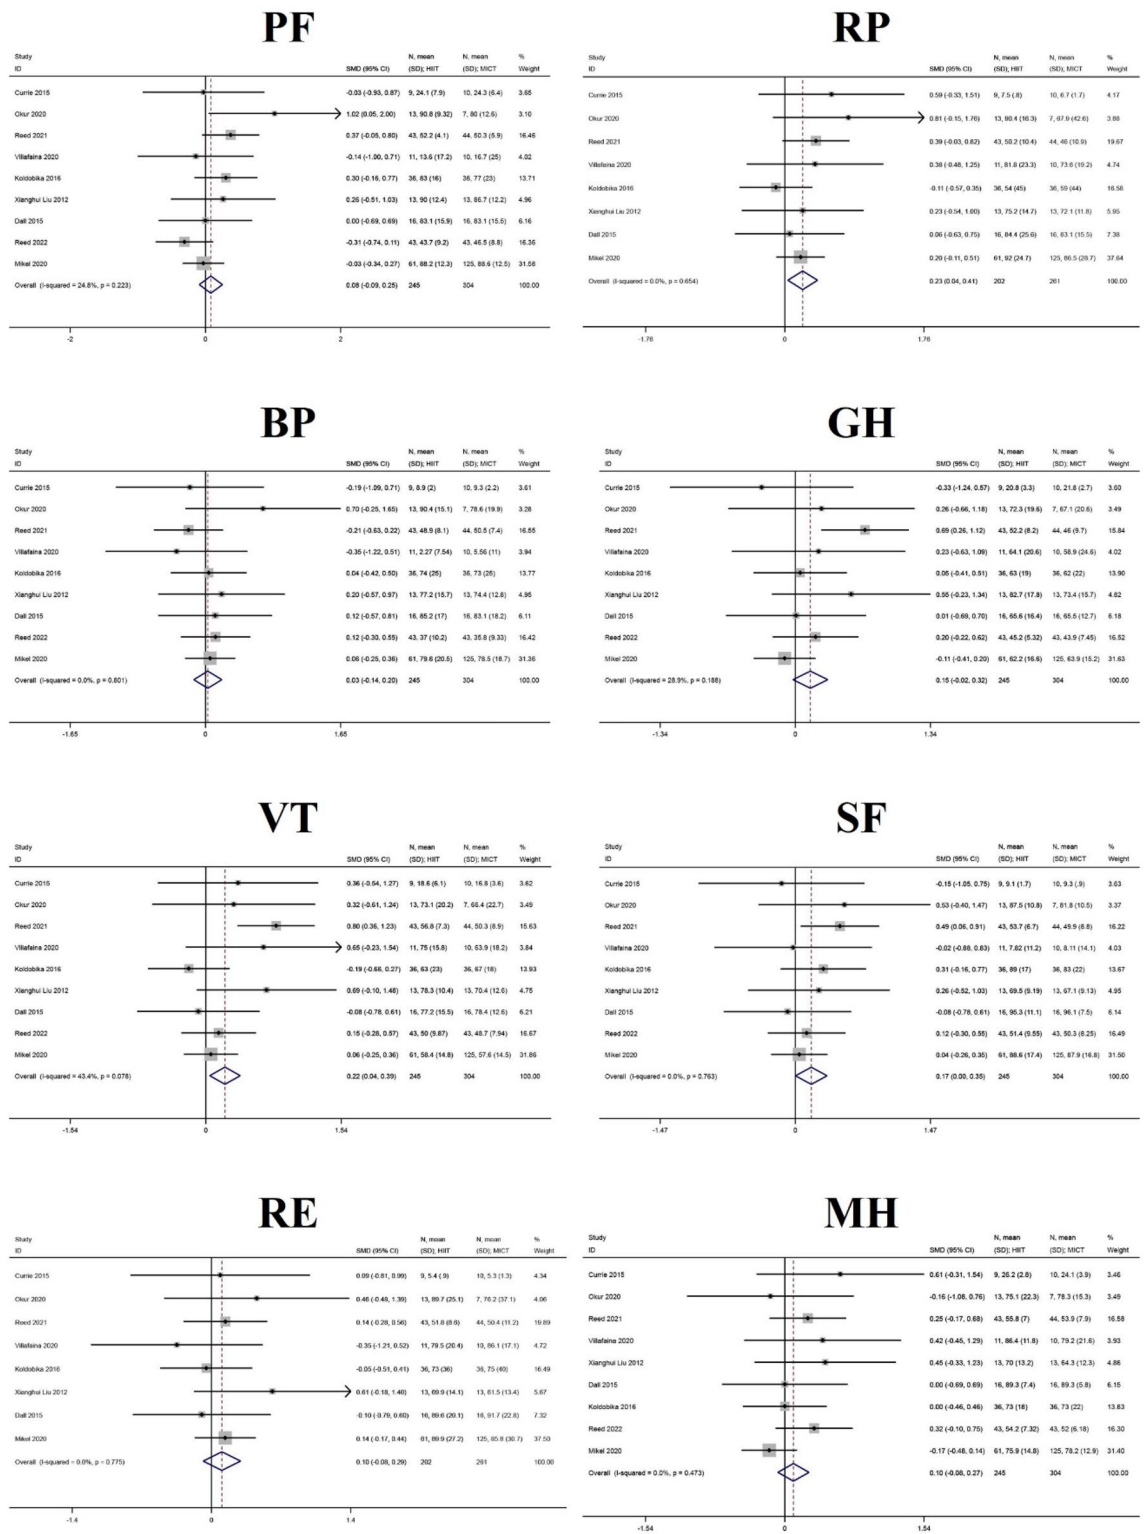 PF
Study N, mean N, mean %
ID SMD (95% CI) (SD); HIIT (SD); MICT Weight
Currie 2015 -0.03 (-0.93, 0.87) 9, 24.1 (7.9) 10, 24.3 (6.4) 3.65
Okur 2020 1.02 (0.05, 2.00) 13, 90.8 (9.32) 7, 80 (12.6) 3.10
Reed 2021 0.37 (-0.05, 0.80) 43, 52.2 (4.1) 44, 50.3 (5.9) 16.46
Villafaina 2020 -0.14 (-1.00, 0.71) 11, 13.6 (17.2) 10, 16.7 (25) 4.02
Koldobika 2016 0.30 (-0.16, 0.77) 36, 83 (16) 36, 77 (23) 13.71
Xianghui Liu 2012 0.26 (-0.51, 1.03) 13, 90 (12.4) 13, 86.7 (12.2) 4.96
Dall 2015 0.00 (-0.69, 0.69) 16, 83.1 (15.9) 16, 83.1 (15.5) 6.16
Reed 2022 -0.31 (-0.74, 0.11) 43, 43.7 (9.2) 43, 46.5 (8.8) 16.36
Mikel 2020 -0.03 (-0.34, 0.27) 61, 88.2 (12.3) 125, 88.6 (12.5) 31.58
Overall (I-squared = 24.8%, p = 0.223) 0.08 (-0.09, 0.25) 245 304 100.00
-2 0 2
RP
Study N, mean N, mean %
ID SMD (95% CI) (SD); HIIT (SD); MICT Weight
Currie 2015 0.59 (-0.33, 1.51) 9, 7.5 (.8) 10, 6.7 (1.7) 4.17
Okur 2020 0.81 (-0.15, 1.76) 13, 90.4 (16.3) 7, 67.9 (42.6) 3.88
Reed 2021 0.39 (-0.03, 0.82) 43, 50.2 (10.4) 44, 46 (10.9) 19.67
Villafaina 2020 0.38 (-0.48, 1.25) 11, 81.8 (23.3) 10, 73.6 (19.2) 4.74
Koldobika 2016 -0.11 (-0.57, 0.35) 36, 54 (45) 36, 59 (44) 16.56
Xianghui Liu 2012 0.23 (-0.54, 1.00) 13, 75.2 (14.7) 13, 72.1 (11.8) 5.95
Dall 2015 0.06 (-0.63, 0.75) 16, 84.4 (25.6) 16, 83.1 (15.5) 7.38
Mikel 2020 0.20 (-0.11, 0.51) 61, 92 (24.7) 125, 86.5 (28.7) 37.64
Overall (I-squared = 0.0%, p = 0.654) 0.23 (0.04, 0.41) 202 261 100.00
-1.76 0 1.76
BP
Study N, mean N, mean %
ID SMD (95% CI) (SD); HIIT (SD); MICT Weight
Currie 2015 -0.19 (-1.09, 0.71) 9, 8.9 (2) 10, 9.3 (2.2) 3.61
Okur 2020 0.70 (-0.25, 1.65) 13, 90.4 (15.1) 7, 78.6 (19.9) 3.28
Reed 2021 -0.21 (-0.63, 0.22) 43, 48.9 (8.1) 44, 50.5 (7.4) 16.55
Villafaina 2020 -0.35 (-1.22, 0.51) 11, 2.27 (7.54) 10, 5.56 (11) 3.94
Koldobika 2016 0.04 (-0.42, 0.50) 36, 74 (25) 36, 73 (25) 13.77
Xianghui Liu 2012 0.20 (-0.57, 0.97) 13, 77.2 (15.7) 13, 74.4 (12.8) 4.95
Dall 2015 0.12 (-0.57, 0.81) 16, 85.2 (17) 16, 83.1 (18.2) 6.11
Reed 2022 0.12 (-0.30, 0.55) 43, 37 (10.2) 43, 35.8 (9.33) 16.42
Mikel 2020 0.06 (-0.25, 0.36) 61, 79.6 (20.5) 125, 78.5 (18.7) 31.36
Overall (I-squared = 0.0%, p = 0.801) 0.03 (-0.14, 0.20) 245 304 100.00
-1.65 0 1.65
GH
Study N, mean N, mean %
ID SMD (95% CI) (SD); HIIT (SD); MICT Weight
Currie 2015 -0.33 (-1.24, 0.57) 9, 20.8 (3.3) 10, 21.8 (2.7) 3.60
Okur 2020 0.26 (-0.66, 1.18) 13, 72.3 (19.6) 7, 67.1 (20.6) 3.49
Reed 2021 0.69 (0.26, 1.12) 43, 52.2 (8.2) 44, 46 (9.7) 15.84
Villafaina 2020 0.23 (-0.63, 1.09) 11, 64.1 (20.6) 10, 58.9 (24.6) 4.02
Koldobika 2016 0.05 (-0.41, 0.51) 36, 63 (19) 36, 62 (22) 13.90
Xianghui Liu 2012 0.55 (-0.23, 1.34) 13, 82.7 (17.8) 13, 73.4 (15.7) 4.82
Dall 2015 0.01 (-0.69, 0.70) 16, 65.6 (16.4) 16, 65.5 (12.7) 6.18
Reed 2022 0.20 (-0.22, 0.62) 43, 45.2 (5.32) 43, 43.9 (7.45) 16.52
Mikel 2020 -0.11 (-0.41, 0.20) 61, 62.2 (16.6) 125, 63.9 (15.2) 31.63
Overall (I-squared = 28.9%, p = 0.188) 0.15 (-0.02, 0.32) 245 304 100.00
-1.34 0 1.34
VT
Study N, mean N, mean %
ID SMD (95% CI) (SD); HIIT (SD); MICT Weight
Currie 2015 0.36 (-0.54, 1.27) 9, 18.6 (6.1) 10, 16.8 (3.6) 3.62
Okur 2020 0.32 (-0.61, 1.24) 13, 73.1 (20.2) 7, 66.4 (22.7) 3.49
Reed 2021 0.80 (0.36, 1.23) 43, 56.8 (7.3) 44, 50.3 (8.9) 15.63
Villafaina 2020 0.65 (-0.23, 1.54) 11, 75 (15.8) 10, 63.9 (18.2) 3.84
Koldobika 2016 -0.19 (-0.66, 0.27) 36, 63 (23) 36, 67 (18) 13.93
Xianghui Liu 2012 0.69 (-0.10, 1.48) 13, 78.3 (10.4) 13, 70.4 (12.6) 4.75
Dall 2015 -0.08 (-0.78, 0.61) 16, 77.2 (15.5) 16, 78.4 (12.6) 6.21
Reed 2022 0.15 (-0.28, 0.57) 43, 50 (9.87) 43, 48.7 (7.94) 16.67
Mikel 2020 0.06 (-0.25, 0.36) 61, 58.4 (14.8) 125, 57.6 (14.5) 31.86
Overall (I-squared = 43.4%, p = 0.078) 0.22 (0.04, 0.39) 245 304 100.00
-1.54 0 1.54
SF
Study N, mean N, mean %
ID SMD (95% CI) (SD); HIIT (SD); MICT Weight
Currie 2015 -0.15 (-1.05, 0.75) 9, 9.1 (1.7) 10, 9.3 (.9) 3.63
Okur 2020 0.53 (-0.40, 1.47) 13, 87.5 (10.8) 7, 81.8 (10.5) 3.37
Reed 2021 0.49 (0.06, 0.91) 43, 53.7 (6.7) 44, 49.9 (8.8) 16.22
Villafaina 2020 -0.02 (-0.88, 0.83) 11, 7.82 (11.2) 10, 8.11 (14.1) 4.03
Koldobika 2016 0.31 (-0.16, 0.77) 36, 89 (17) 36, 83 (22) 13.67
Xianghui Liu 2012 0.26 (-0.52, 1.03) 13, 69.5 (9.19) 13, 67.1 (9.13) 4.95
Dall 2015 -0.08 (-0.78, 0.61) 16, 95.3 (11.1) 16, 96.1 (7.5) 6.14
Reed 2022 0.12 (-0.30, 0.55) 43, 51.4 (9.55) 43, 50.3 (8.25) 16.49
Mikel 2020 0.04 (-0.26, 0.35) 61, 88.6 (17.4) 125, 87.9 (16.8) 31.50
Overall (I-squared = 0.0%, p = 0.763) 0.17 (0.00, 0.35) 245 304 100.00
-1.47 0 1.47
RE
Study N, mean N, mean %
ID SMD (95% CI) (SD); HIIT (SD); MICT Weight
Currie 2015 0.09 (-0.81, 0.99) 9, 5.4 (.9) 10, 5.3 (1.3) 4.34
Okur 2020 0.46 (-0.48, 1.39) 13, 89.7 (25.1) 7, 76.2 (37.1) 4.06
Reed 2021 0.14 (-0.28, 0.56) 43, 51.8 (8.6) 44, 50.4 (11.2) 19.89
Villafaina 2020 -0.35 (-1.21, 0.52) 11, 79.5 (20.4) 10, 86.1 (17.1) 4.72
Koldobika 2016 -0.05 (-0.51, 0.41) 36, 73 (36) 36, 75 (40) 16.49
Xianghui Liu 2012 0.61 (-0.18, 1.40) 13, 69.9 (14.1) 13, 61.5 (13.4) 5.67
Dall 2015 -0.10 (-0.79, 0.60) 16, 89.6 (20.1) 16, 91.7 (22.8) 7.32
Mikel 2020 0.14 (-0.17, 0.44) 61, 89.9 (27.2) 125, 85.8 (30.7) 37.50
Overall (I-squared = 0.0%, p = 0.775) 0.10 (-0.08, 0.29) 202 261 100.00
-1.4 0 1.4
MH
Study N, mean N, mean %
ID SMD (95% CI) (SD); HIIT (SD); MICT Weight
Currie 2015 0.61 (-0.31, 1.54) 9, 26.2 (2.8) 10, 24.1 (3.9) 3.46
Okur 2020 -0.16 (-1.08, 0.76) 13, 75.1 (22.3) 7, 78.3 (15.3) 3.49
Reed 2021 0.25 (-0.17, 0.68) 43, 55.8 (7) 44, 53.9 (7.9) 16.58
Villafaina 2020 0.42 (-0.45, 1.29) 11, 86.4 (11.8) 10, 79.2 (21.6) 3.93
Xianghui Liu 2012 0.45 (-0.33, 1.23) 13, 70 (13.2) 13, 64.3 (12.3) 4.86
Dall 2015 0.00 (-0.69, 0.69) 16, 89.3 (7.4) 16, 89.3 (5.8) 6.15
Koldobika 2016 0.00 (-0.46, 0.46) 36, 73 (18) 36, 73 (22) 13.83
Reed 2022 0.32 (-0.10, 0.75) 43, 54.2 (7.32) 43, 52 (6.18) 16.30
Mikel 2020 -0.17 (-0.48, 0.14) 61, 75.9 (14.8) 125, 78.2 (12.9) 31.40
Overall (I-squared = 0.0%, p = 0.473) 0.10 (-0.08, 0.27) 245 304 100.00
-1.54 0 1.54